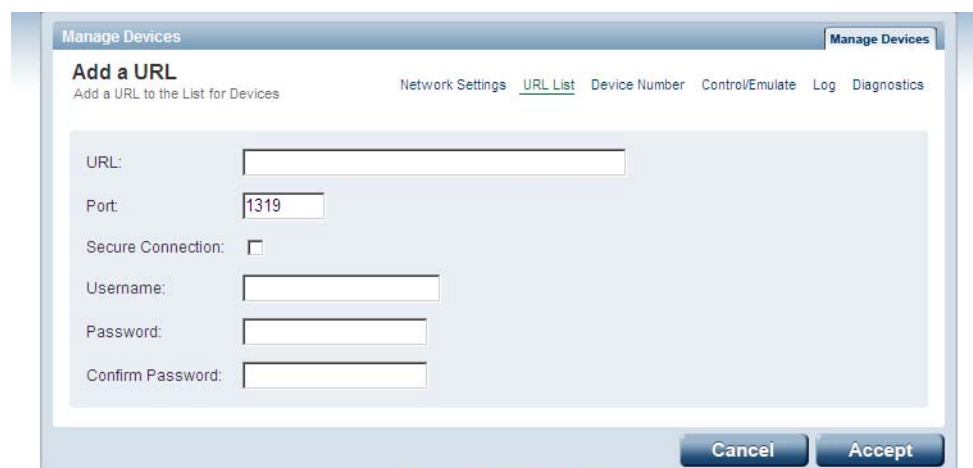 Manage Devices
Manage Devices
Add a URL
Add a URL to the List for Devices
Network Settings URL List Device Number Control/Emulate Log Diagnostics
URL:
Port: 1319
Secure Connection:
Username:
Password:
Confirm Password:
Cancel Accept